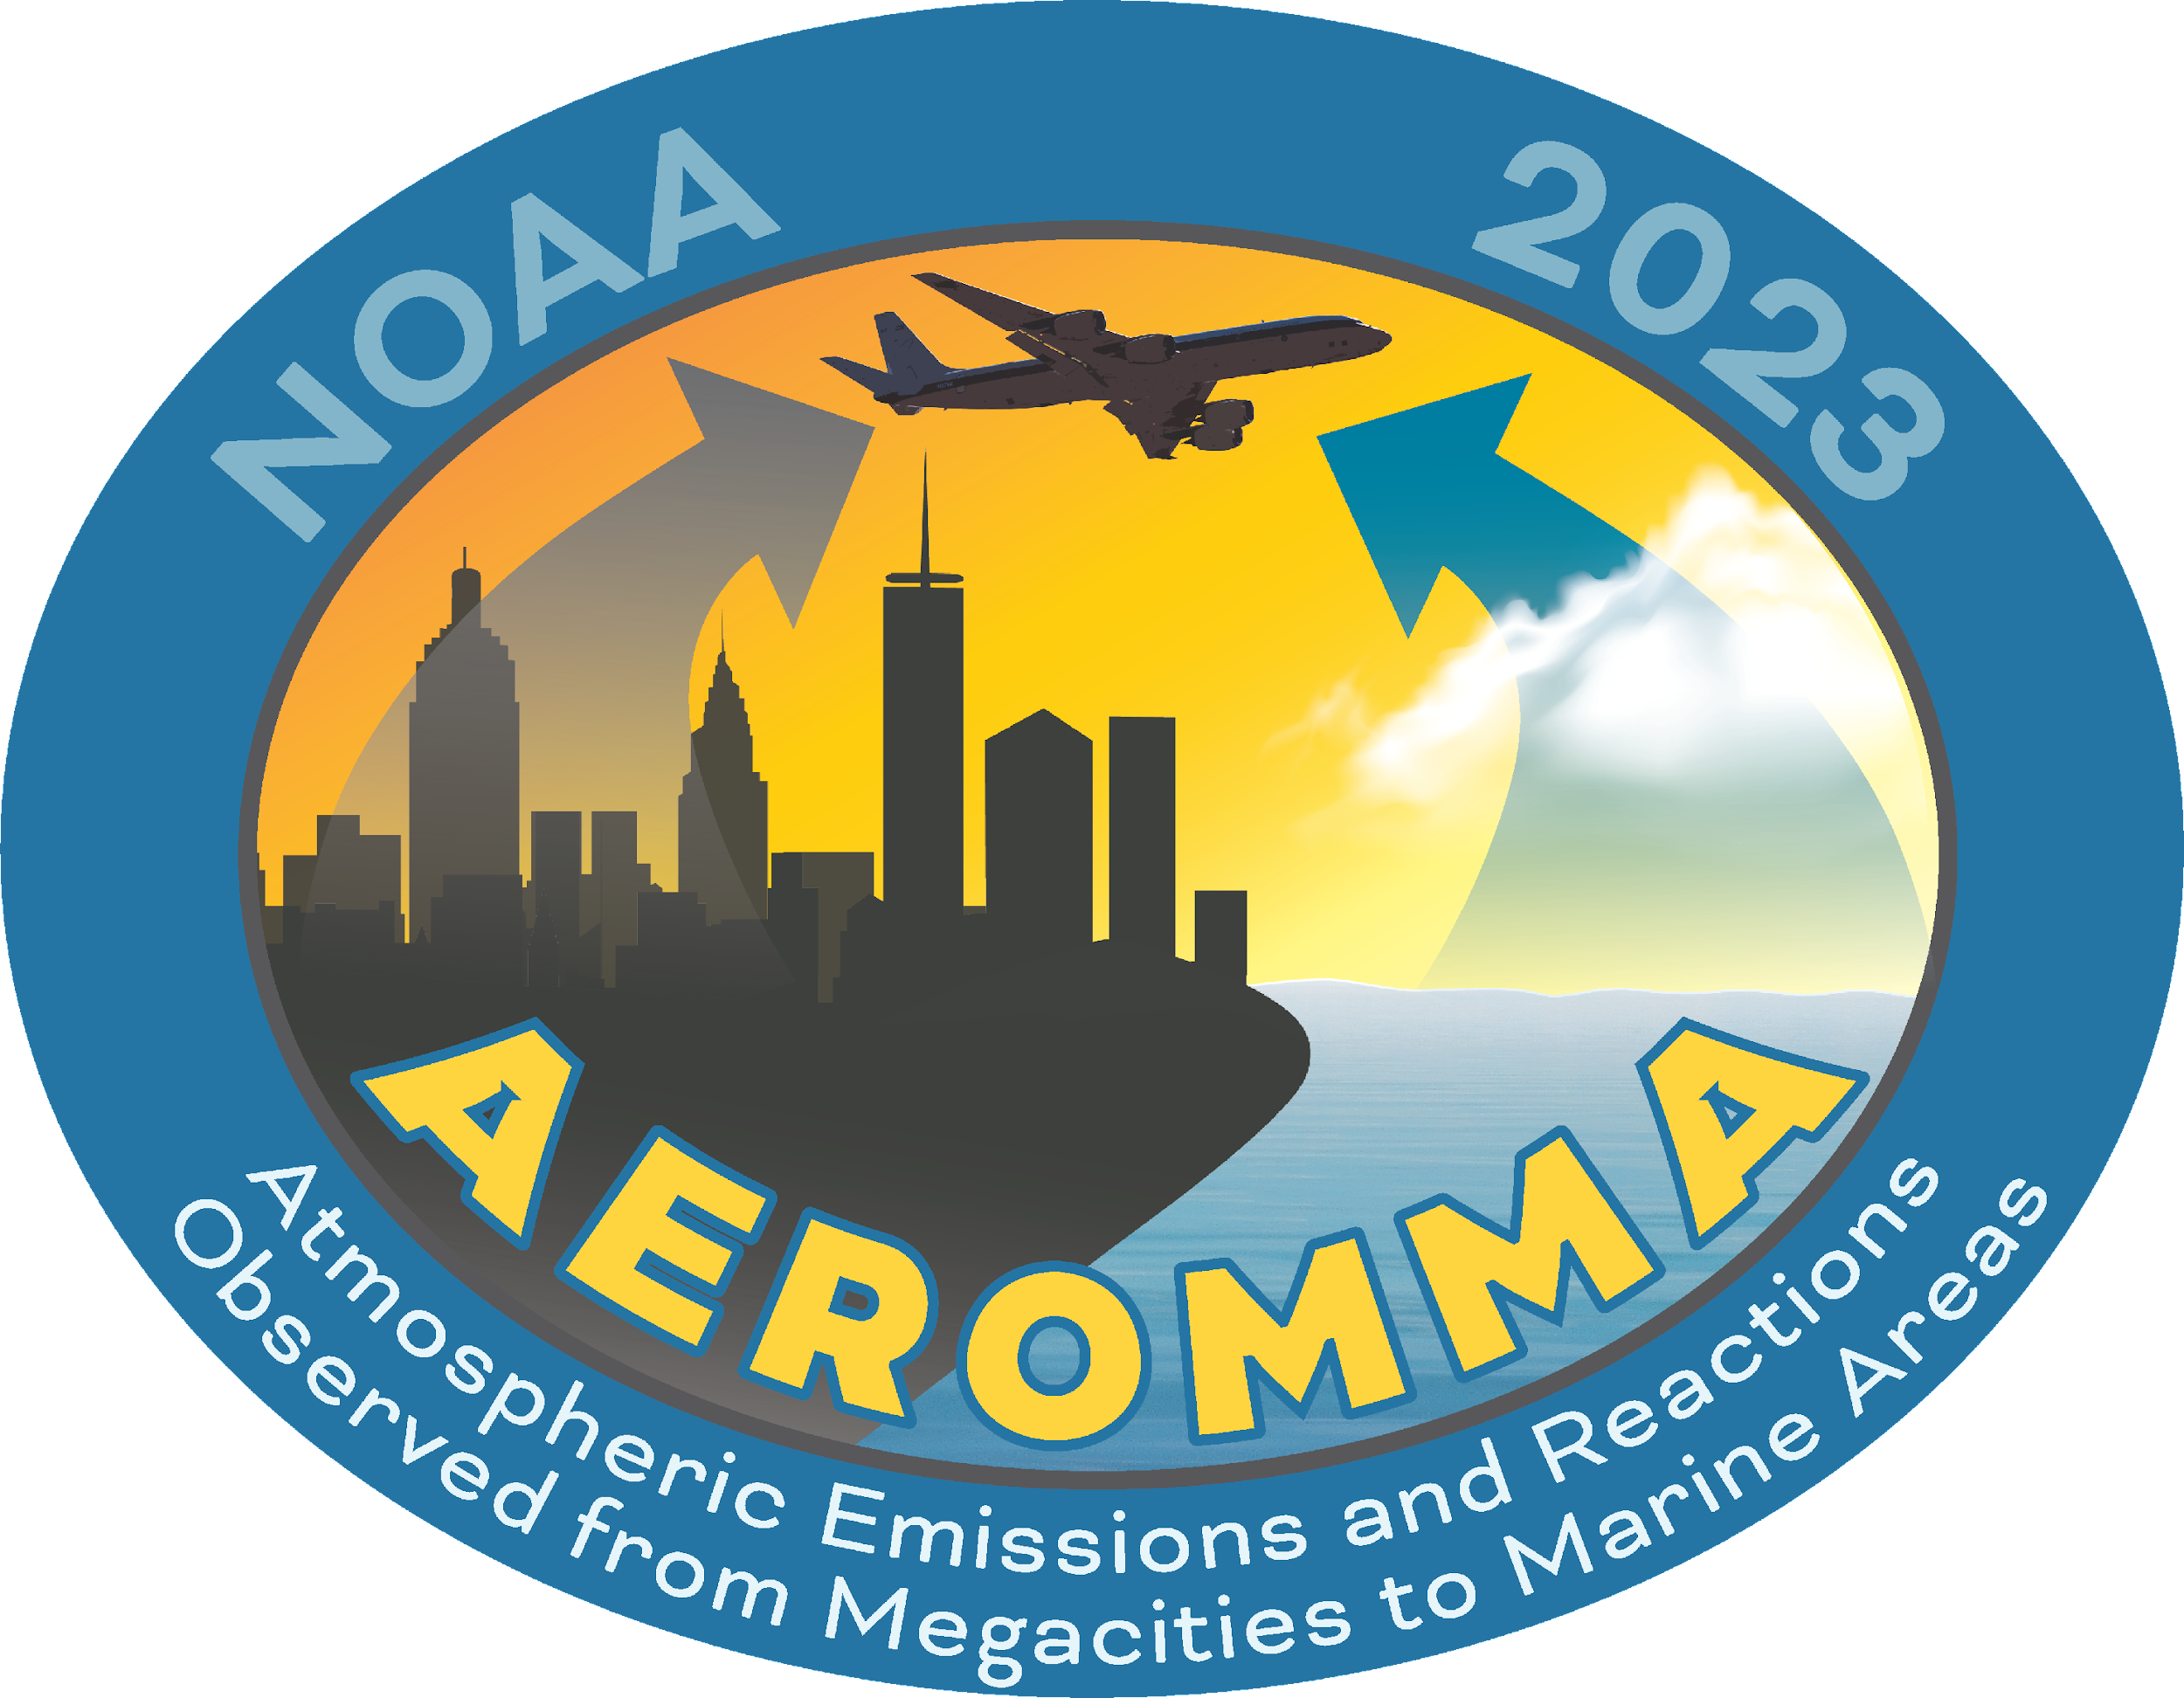 NOAA 2023
AEROMMA
Atmospheric Emissions and Reactions
Observed from Megacities to Marine Areas